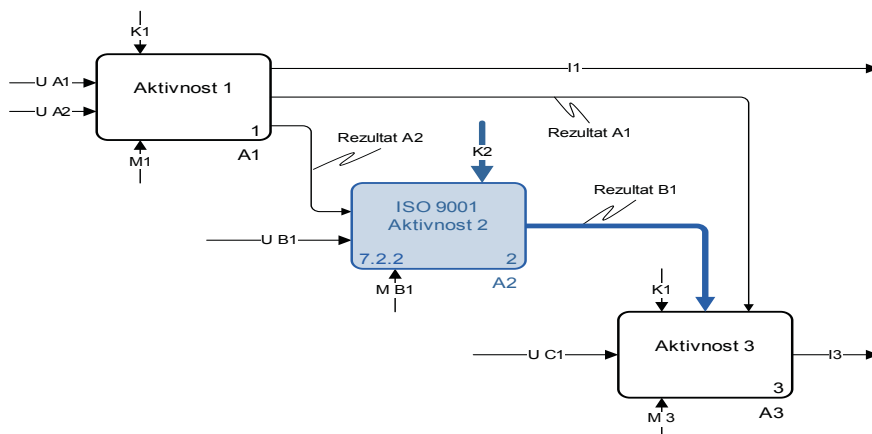 K1
U A1
U A2
Aktivnost 1
1
A1
M1
I1
Rezultat A1
Rezultat A2
K2
ISO 9001
Aktivnost 2
7.2.2
2
A2
U B1
M B1
Rezultat B1
K1
U C1
Aktivnost 3
3
A3
M 3
I3